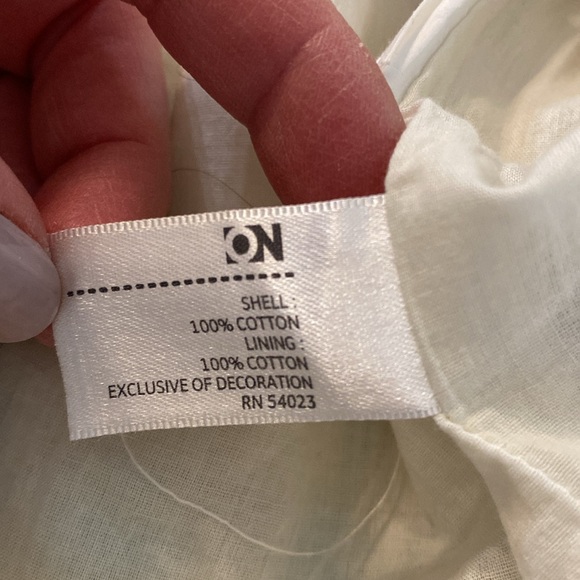 ON
SHELL :
100% COTTON
LINING :
100% COTTON
EXCLUSIVE OF DECORATION
RN 54023